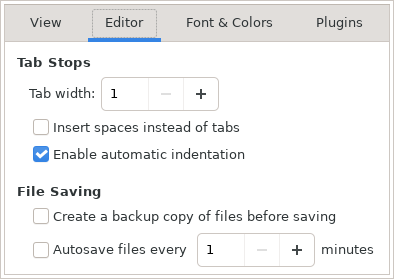 View Editor Font & Colors Plugins
Tab Stops
Tab width: 1 − +
Insert spaces instead of tabs
Enable automatic indentation
File Saving
Create a backup copy of files before saving
Autosave files every 1 − + minutes